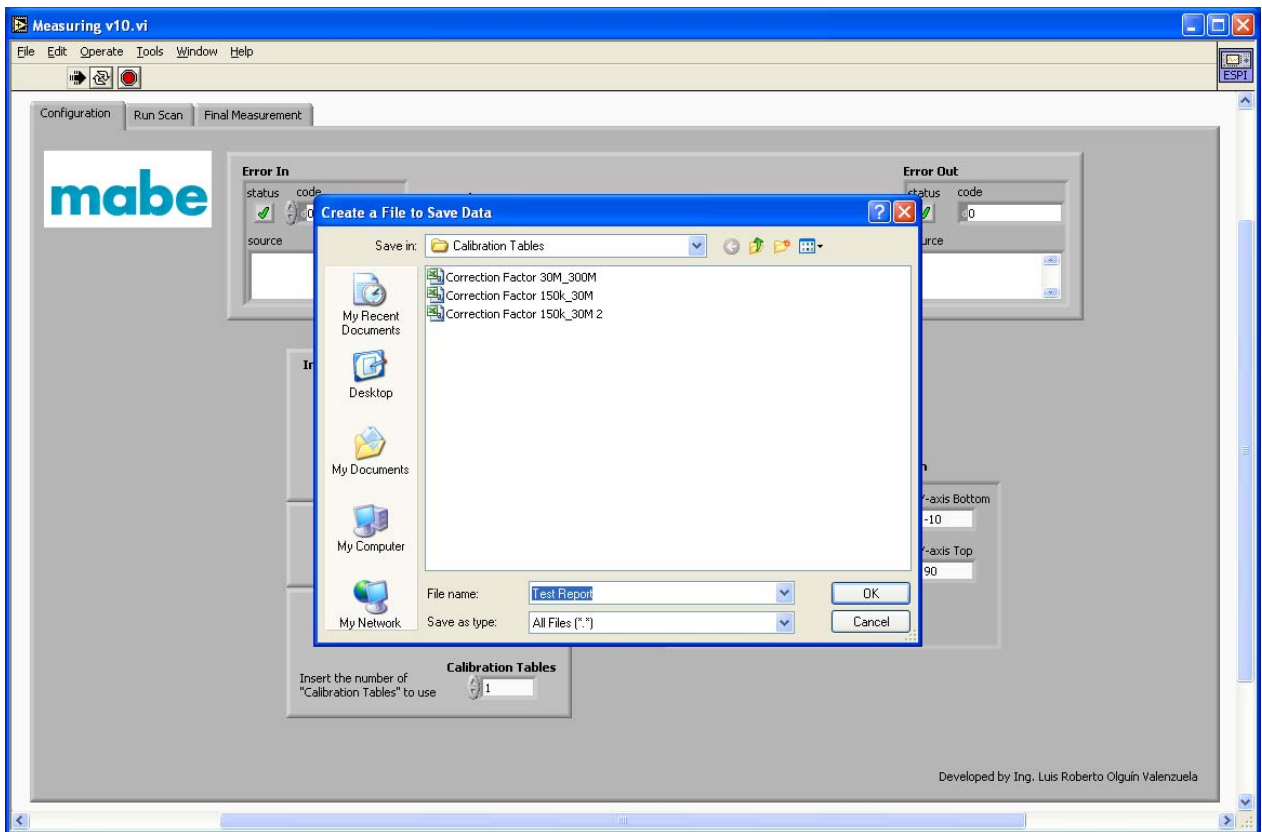 Measuring v10.vi
File Edit Operate Tools Window Help
ESPI
Configuration Run Scan Final Measurement
mabe
Error In
status code
source
Error Out
status code
0
Create a File to Save Data
Save in: Calibration Tables
My Recent Documents
Desktop
My Documents
My Computer
My Network
Correction Factor 30M_300M
Correction Factor 150k_30M
Correction Factor 150k_30M 2
File name: Test Report OK
Save as type: All Files (*.*) Cancel
-axis Bottom
-10
-axis Top
90
Calibration Tables
Insert the number of
"Calibration Tables" to use 1
Developed by Ing. Luis Roberto Olguín Valenzuela